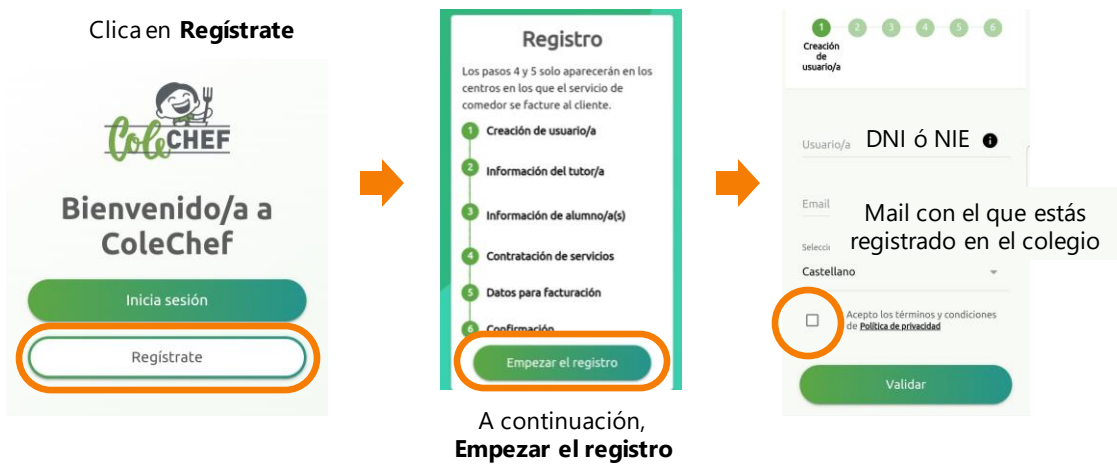 Clica en Regístrate
ColeCHEF
Bienvenido/a a
ColeChef
Inicia sesión
Regístrate
Registro
Los pasos 4 y 5 solo aparecerán en los
centros en los que el servicio de
comedor se facture al cliente.
1 Creación de usuario/a
2 Información del tutor/a
3 Información de alumno/a(s)
4 Contratación de servicios
5 Datos para facturación
6 Confirmación
Empezar el registro
A continuación,
Empezar el registro
1 2 3 4 5 6
Creación
de
usuario/a
Usuario/a DNI ó NIE
Email
Mail con el que estás
registrado en el colegio
Castellano
Acepto los términos y condiciones
de Política de privacidad
Validar